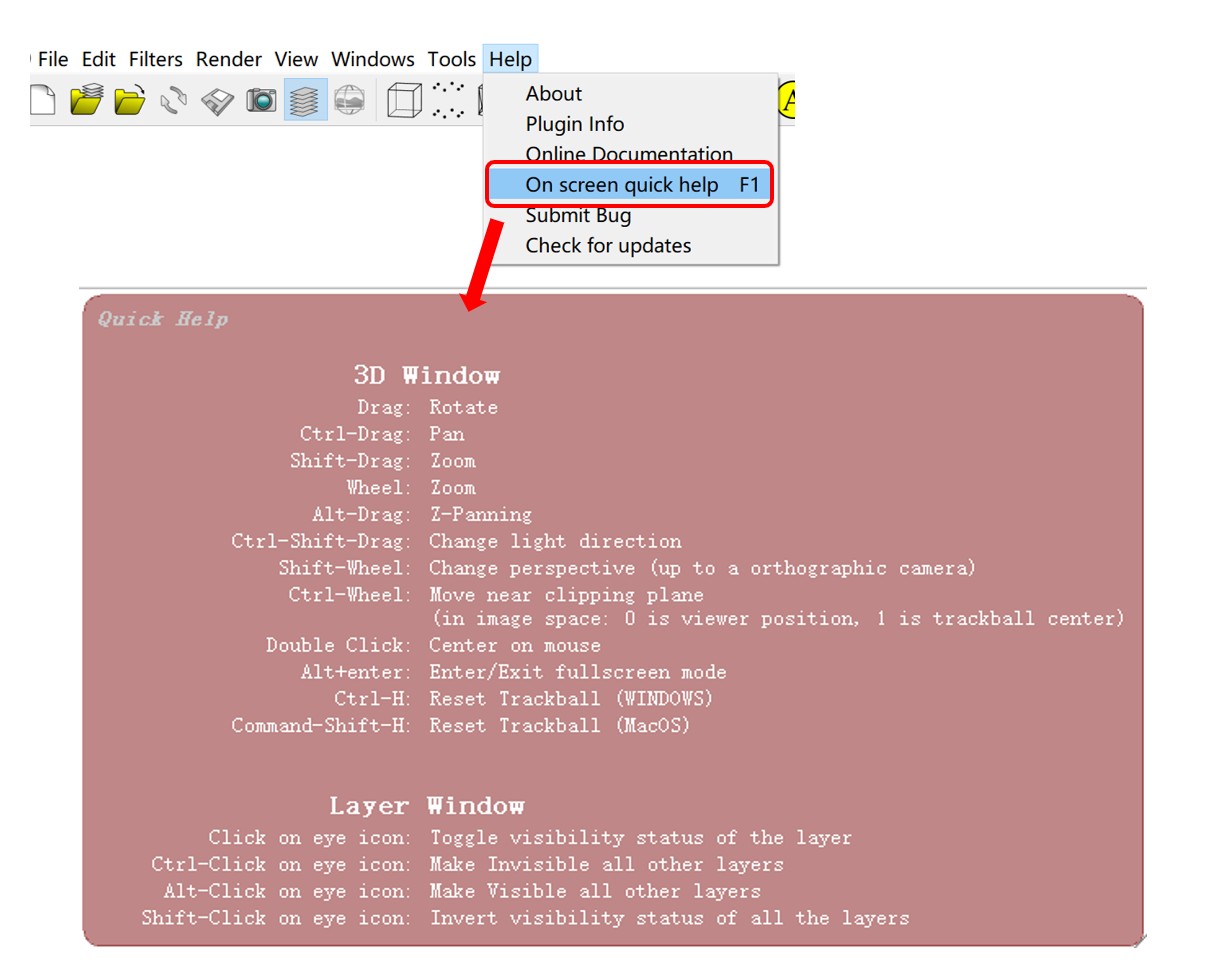 File Edit Filters Render View Windows Tools Help
About
Plugin Info
Online Documentation
On screen quick help F1
Submit Bug
Check for updates
A
Quick Help
3D Window
Drag: Rotate
Ctrl-Drag: Pan
Shift-Drag: Zoom
Wheel: Zoom
Alt-Drag: Z-Panning
Ctrl-Shift-Drag: Change light direction
Shift-Wheel: Change perspective (up to a orthographic camera)
Ctrl-Wheel: Move near clipping plane
(in image space: 0 is viewer position, 1 is trackball center)
Double Click: Center on mouse
Alt+enter: Enter/Exit fullscreen mode
Ctrl-H: Reset Trackball (WINDOWS)
Command-Shift-H: Reset Trackball (MacOS)
Layer Window
Click on eye icon: Toggle visibility status of the layer
Ctrl-Click on eye icon: Make Invisible all other layers
Alt-Click on eye icon: Make Visible all other layers
Shift-Click on eye icon: Invert visibility status of all the layers